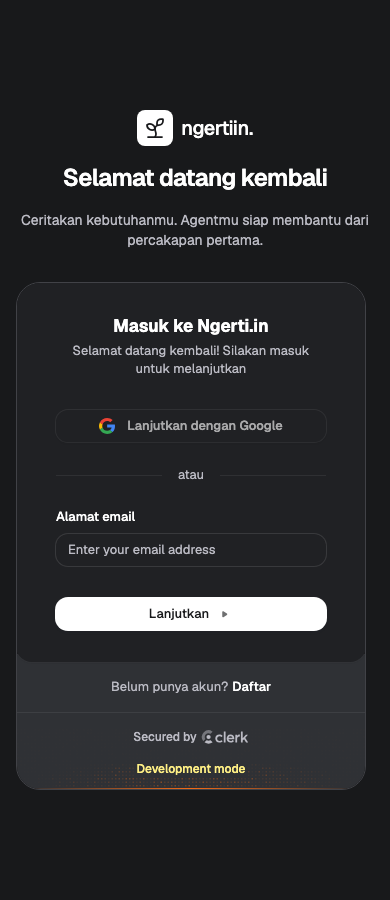 ngertiin.
Selamat datang kembali
Ceritakan kebutuhanmu. Agentmu siap membantu dari
percakapan pertama.
Masuk ke Ngerti.in
Selamat datang kembali! Silakan masuk
untuk melanjutkan
Lanjutkan dengan Google
atau
Alamat email
Enter your email address
Lanjutkan
Belum punya akun? Daftar
Secured by clerk
Development mode